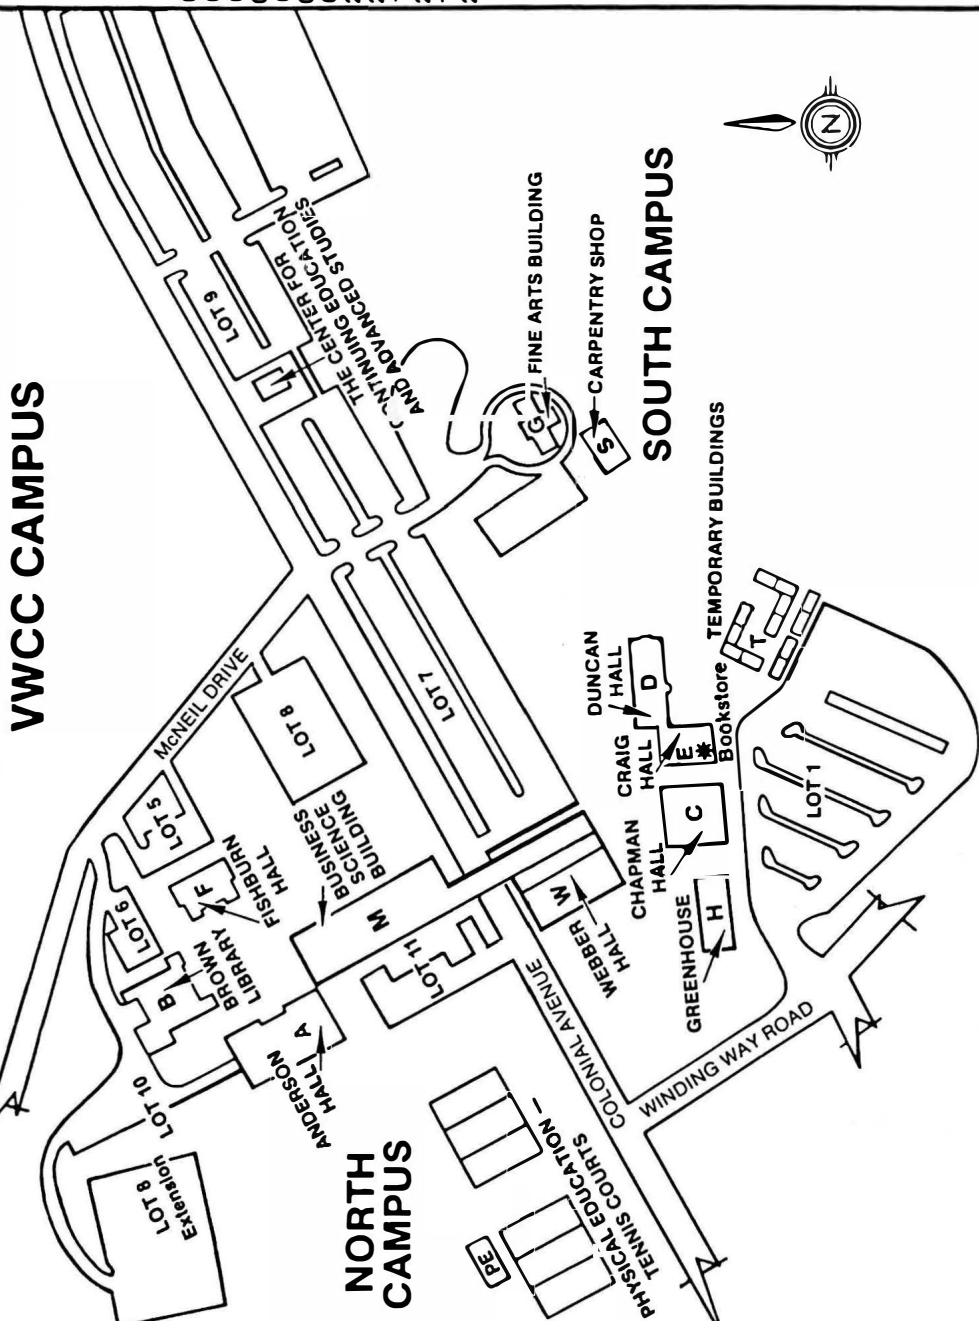 VWCC CAMPUS
N
SOUTH CAMPUS
NORTH
CAMPUS
McNEIL DRIVE
LOT 9
THE CENTER FOR
CONTINUING EDUCATION
AND ADVANCED STUDIES
G
FINE ARTS BUILDING
S
CARPENTRY SHOP
TEMPORARY BUILDINGS
T
LOT 7
LOT 8
LOT 5
F
FISHBURN
HALL
LOT 6
B
BROWN
LIBRARY
BUSINESS
SCIENCE
BUILDING
M
LOT 11
A
ANDERSON
HALL
LOT 10
LOT 8
Extension
DUNCAN
HALL
D
CRAIG
HALL
E
Bookstore
CHAPMAN
HALL
C
W
WEBBER
HALL
GREENHOUSE
H
LOT 1
COLONIAL AVENUE
WINDING WAY ROAD
PHYSICAL EDUCATION –
TENNIS COURTS
PE